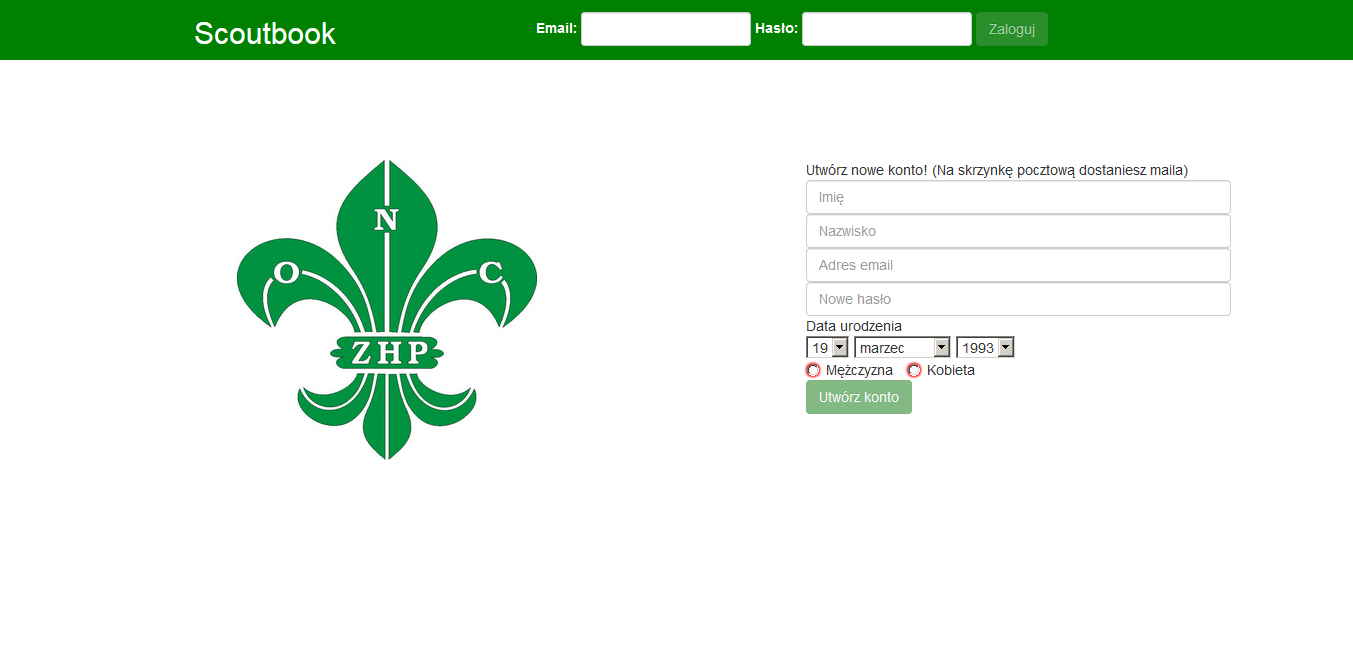 Scoutbook
Email: Hasło: Zaloguj
N
O C
ZHP
Utwórz nowe konto! (Na skrzynkę pocztową dostaniesz maila)
Imię
Nazwisko
Adres email
Nowe hasło
Data urodzenia
19 marzec 1993
Mężczyzna Kobieta
Utwórz konto